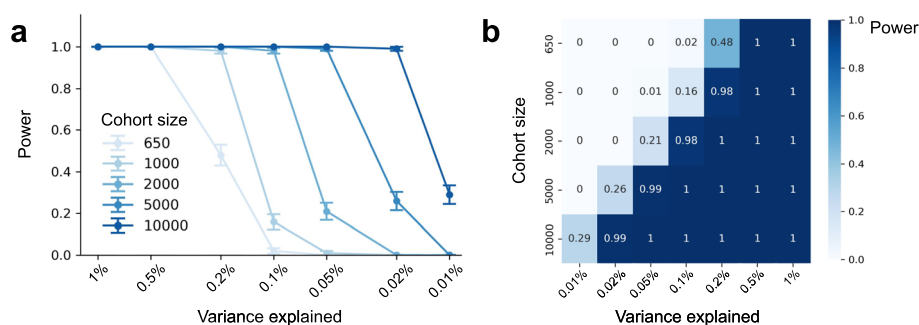 a
Power
1.0
0.8
0.6
0.4
0.2
0.0
Cohort size
650
1000
2000
5000
10000
1%
0.5%
0.2%
0.1%
0.05%
0.02%
0.01%
Variance explained
b
Cohort size
650
0 0 0 0.02 0.48 1 1
1000
0 0 0.01 0.16 0.98 1 1
2000
0 0 0.21 0.98 1 1 1
5000
0 0.26 0.99 1 1 1 1
10000
0.29 0.99 1 1 1 1 1
0.01% 0.02% 0.05% 0.1% 0.2% 0.5% 1%
Variance explained
Power
1.0
0.8
0.6
0.4
0.2
0.0